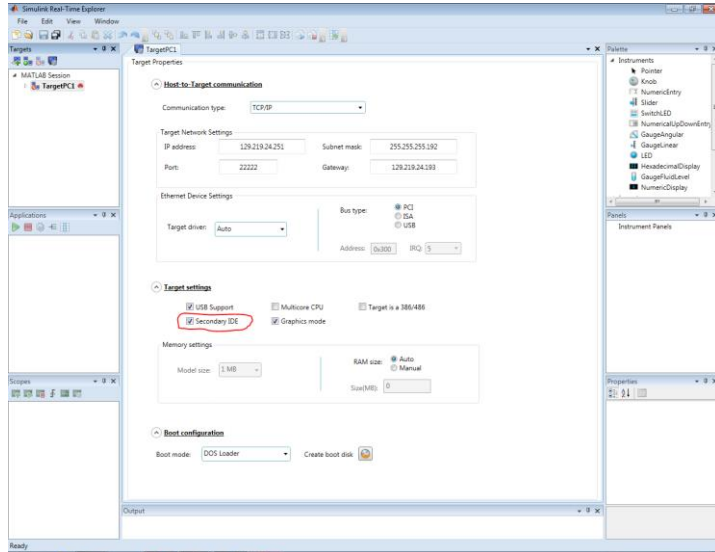 Simulink Real-Time Explorer
File Edit View Window
Targets
TargetPC1
Palette
MATLAB Session
TargetPC1
Target Properties
Host-to-Target communication
Communication type: TCP/IP
Target Network Settings
IP address: 129.219.24.251 Subnet mask: 255.255.255.192
Port: 22222 Gateway: 129.219.24.193
Ethernet Device Settings
Target driver: Auto
Bus type: PCI
ISA
USB
Address: 0x300 IRQ: 5
Target settings
USB Support Multicore CPU Target is a 386/486
Secondary IDE Graphics mode
Memory settings
Model size: 1 MB
RAM size: Auto
Manual
Size(MB): 0
Boot configuration
Boot mode: DOS Loader Create boot disk
Instruments
Pointer
Knob
NumericEntry
Slider
SwitchLED
NumericalUpDownEntry
GaugeAngular
GaugeLinear
LED
HexadecimalDisplay
GaugeFluidLevel
NumericDisplay
Applications
Panels
Instrument Panels
Scopes
Properties
Output
Ready